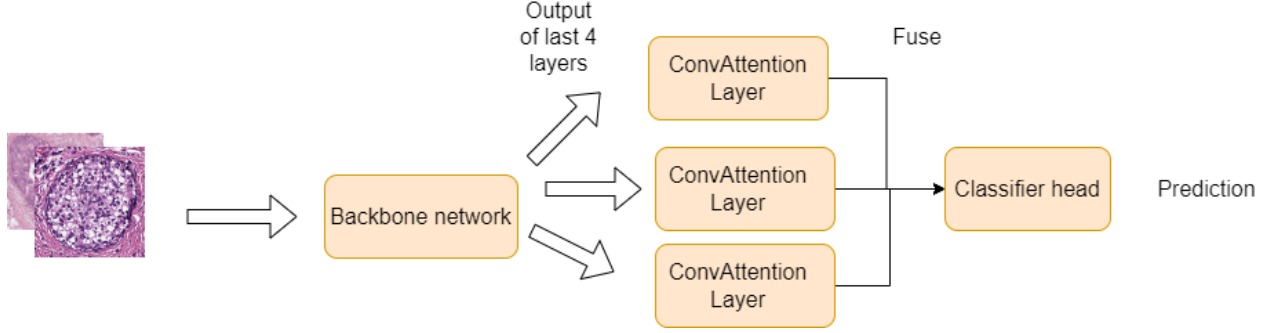 Output
of last 4
layers
ConvAttention
Layer
Fuse
Backbone network
ConvAttention
Layer
Classifier head
Prediction
ConvAttention
Layer